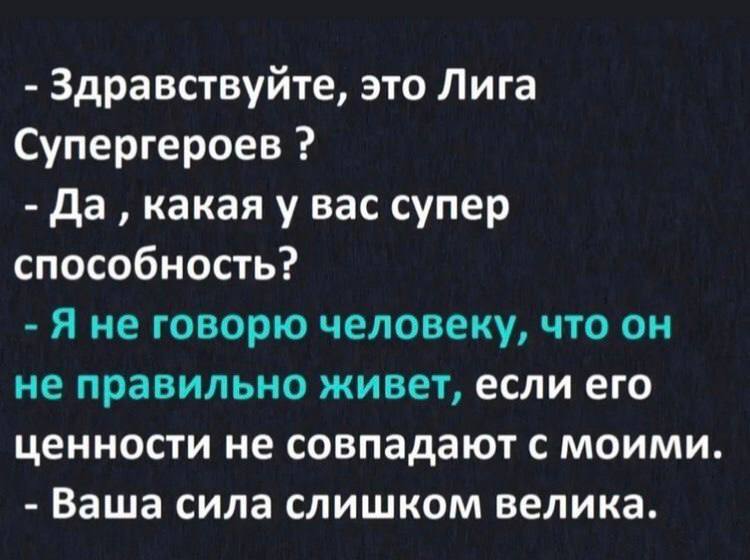 - Здравствуйте, это Лига
Супергероев ?
- Да , какая у вас супер
способность?
- Я не говорю человеку, что он
не правильно живет, если его
ценности не совпадают с моими.
- Ваша сила слишком велика.